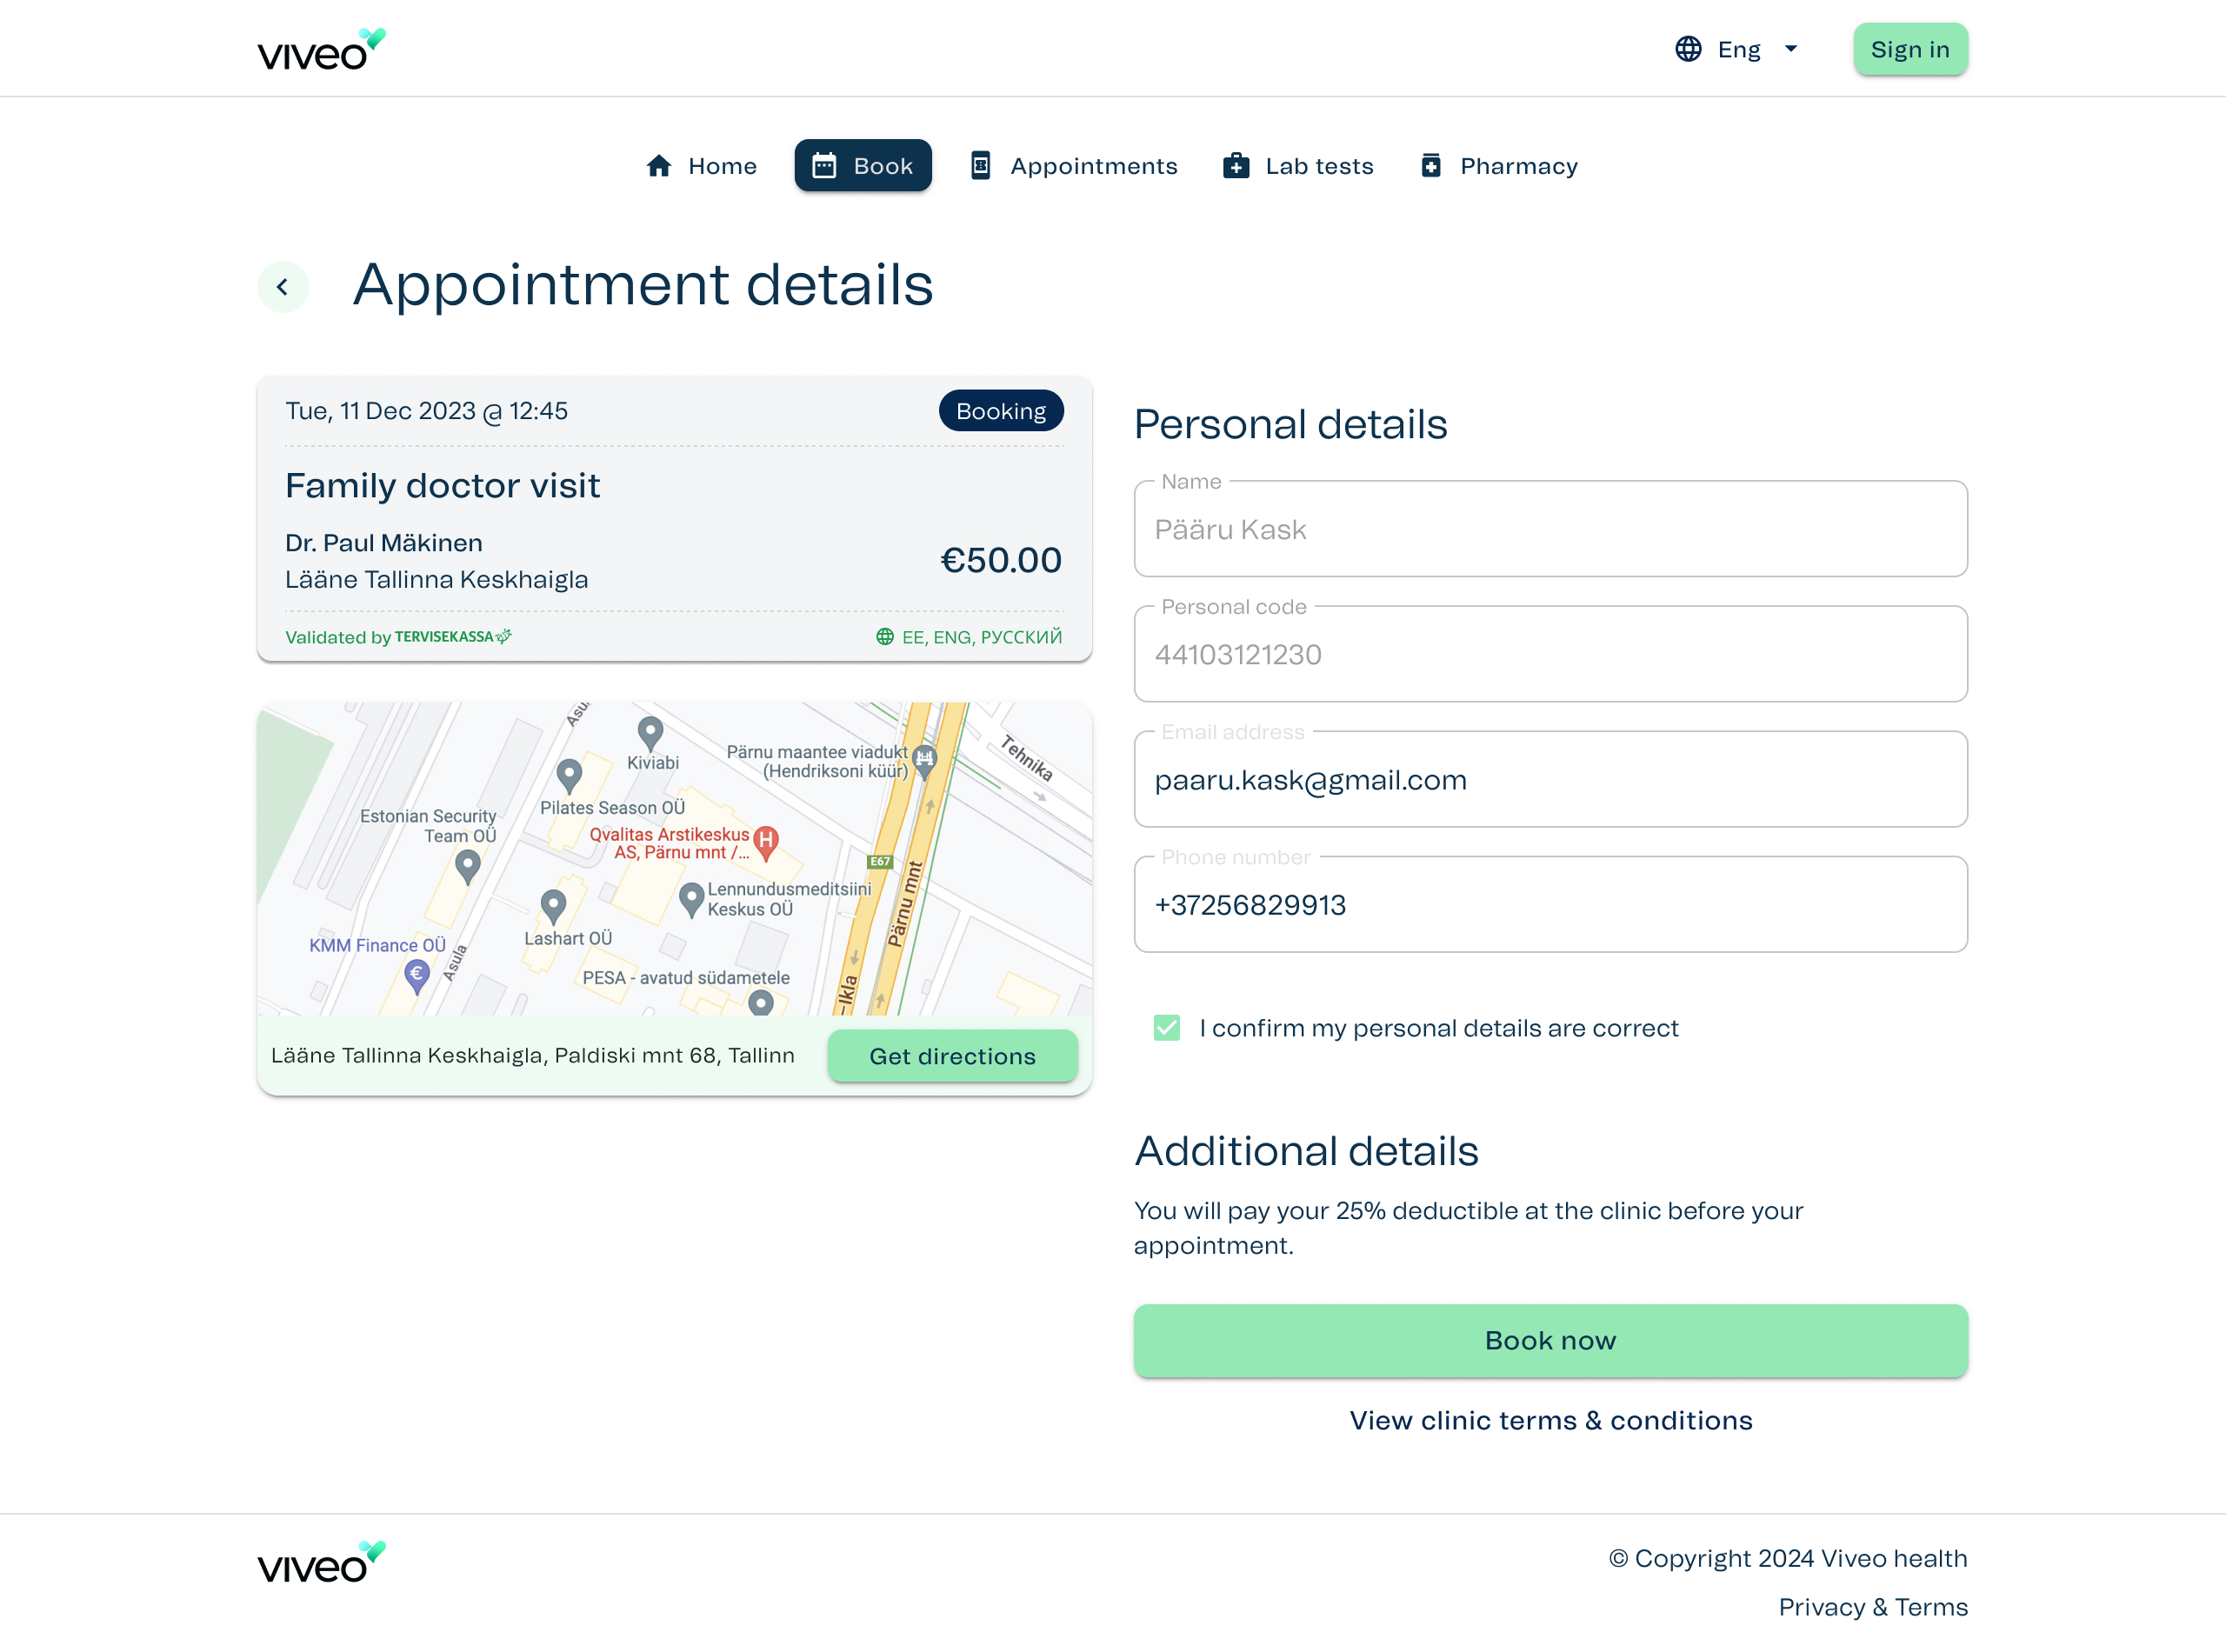 viveo
Eng
Sign in
Home
Book
Appointments
Lab tests
Pharmacy
Appointment details
Tue, 11 Dec 2023 @ 12:45
Booking
Family doctor visit
Dr. Paul Mäkinen
Lääne Tallinna Keskhaigla
€50.00
Validated by TERVISEKASSA
EE, ENG, РУССКИЙ
Asula
Kiviabi
Pärnu maantee viadukt
(Hendriksoni küür)
Tehnika
Pilates Season OÜ
Estonian Security
Team OÜ
Qvalitas Arstikeskus
AS, Pärnu mnt /...
H
E67
Pärnu mnt
Lennundusmeditsiini
Keskus OÜ
Lashart OÜ
KMM Finance OÜ
€
Asula
PESA - avatud südametele
–Ikla
Lääne Tallinna Keskhaigla, Paldiski mnt 68, Tallinn
Get directions
Personal details
Name
Pääru Kask
Personal code
44103121230
Email address
paaru.kask@gmail.com
Phone number
+37256829913
I confirm my personal details are correct
Additional details
You will pay your 25% deductible at the clinic before your
appointment.
Book now
View clinic terms & conditions
viveo
© Copyright 2024 Viveo health
Privacy & Terms